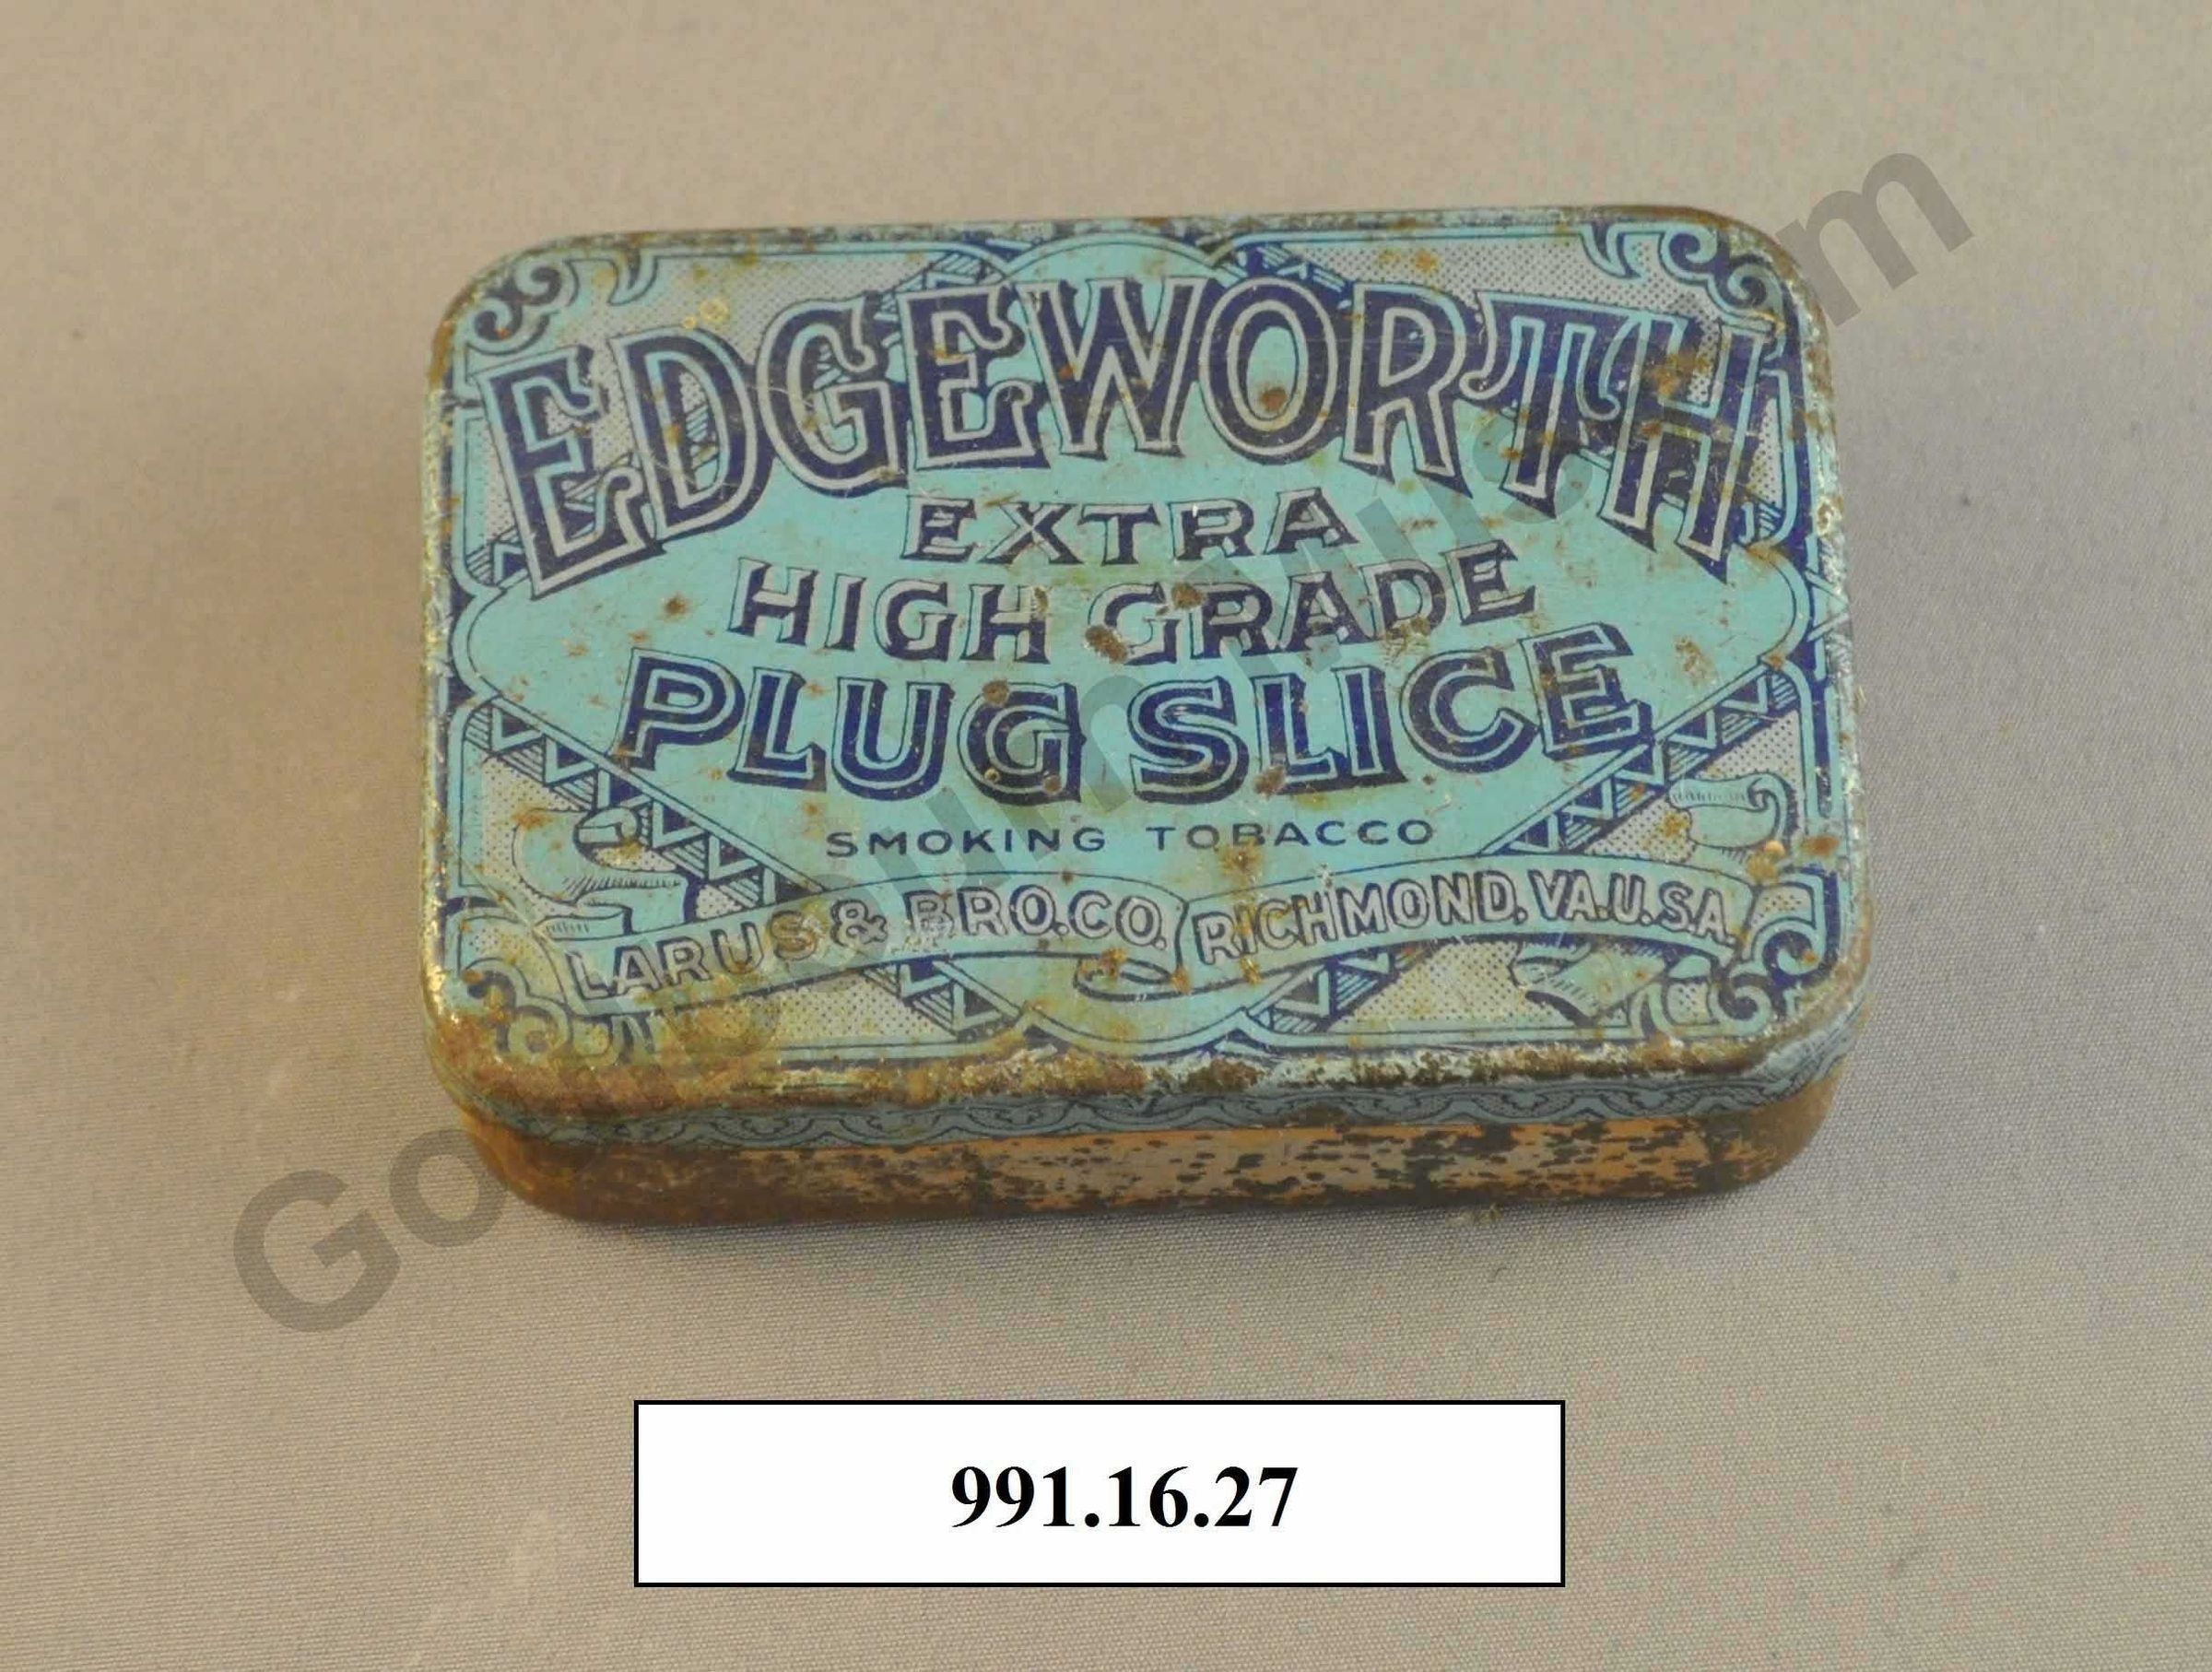 EDGEWORTH
EXTRA
HIGH GRADE
PLUG SLICE
SMOKING TOBACCO
LARUS & BRO. CO. RICHMOND, VA. U.S.A.
991.16.27